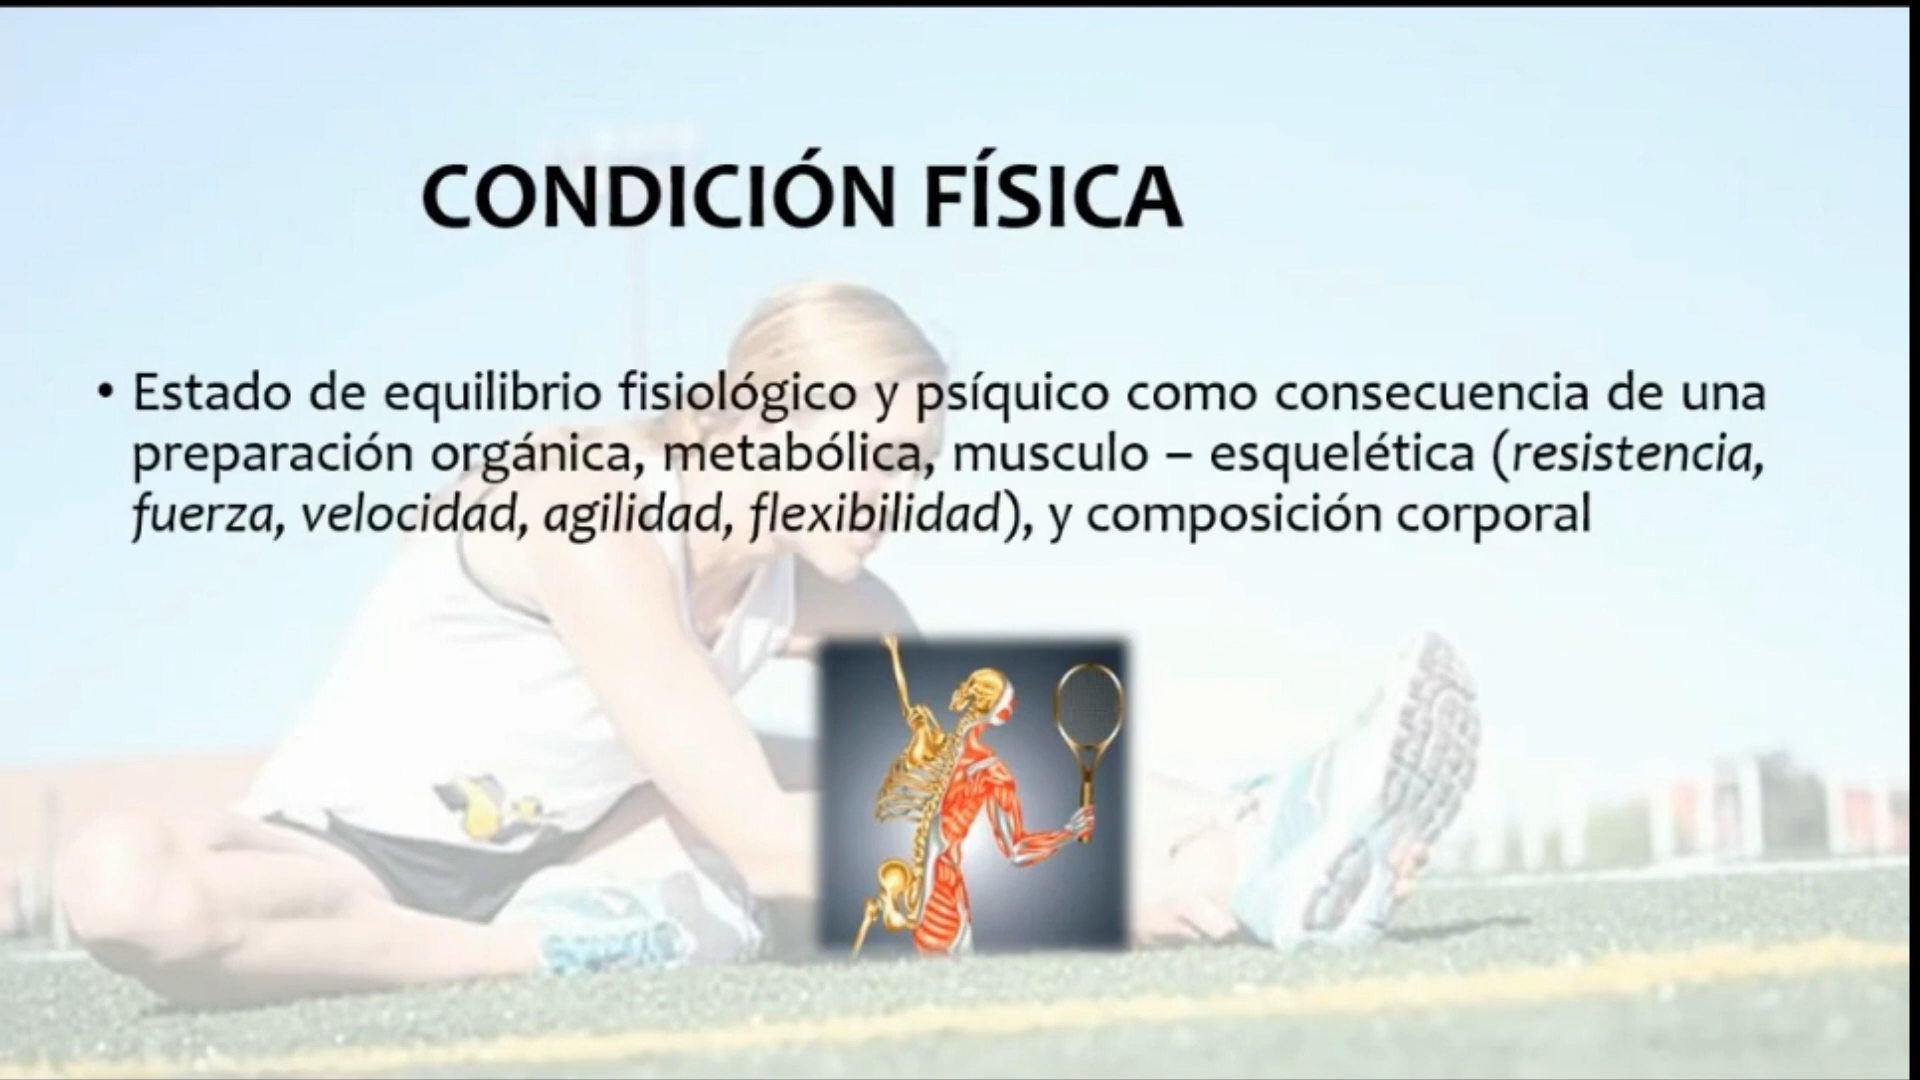 CONDICIÓN FÍSICA
• Estado de equilibrio fisiológico y psíquico como consecuencia de una
preparación orgánica, metabólica, musculo – esquelética (resistencia,
fuerza, velocidad, agilidad, flexibilidad), y composición corporal